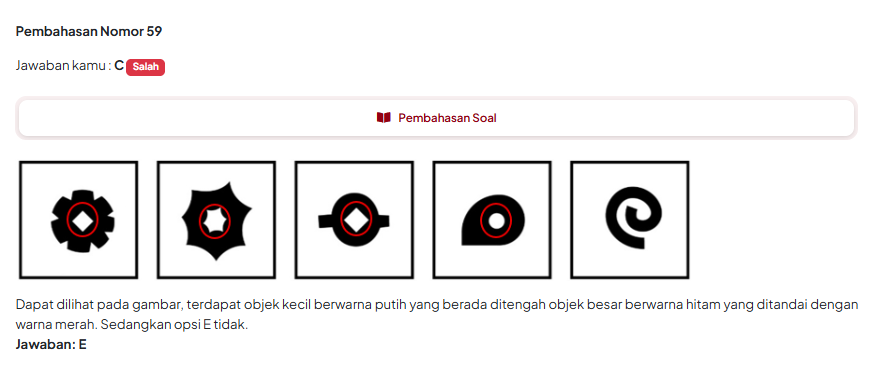 Pembahasan Nomor 59
Jawaban kamu : C Salah
Pembahasan Soal
Dapat dilihat pada gambar, terdapat objek kecil berwarna putih yang berada ditengah objek besar berwarna hitam yang ditandai dengan
warna merah. Sedangkan opsi E tidak.
Jawaban: E